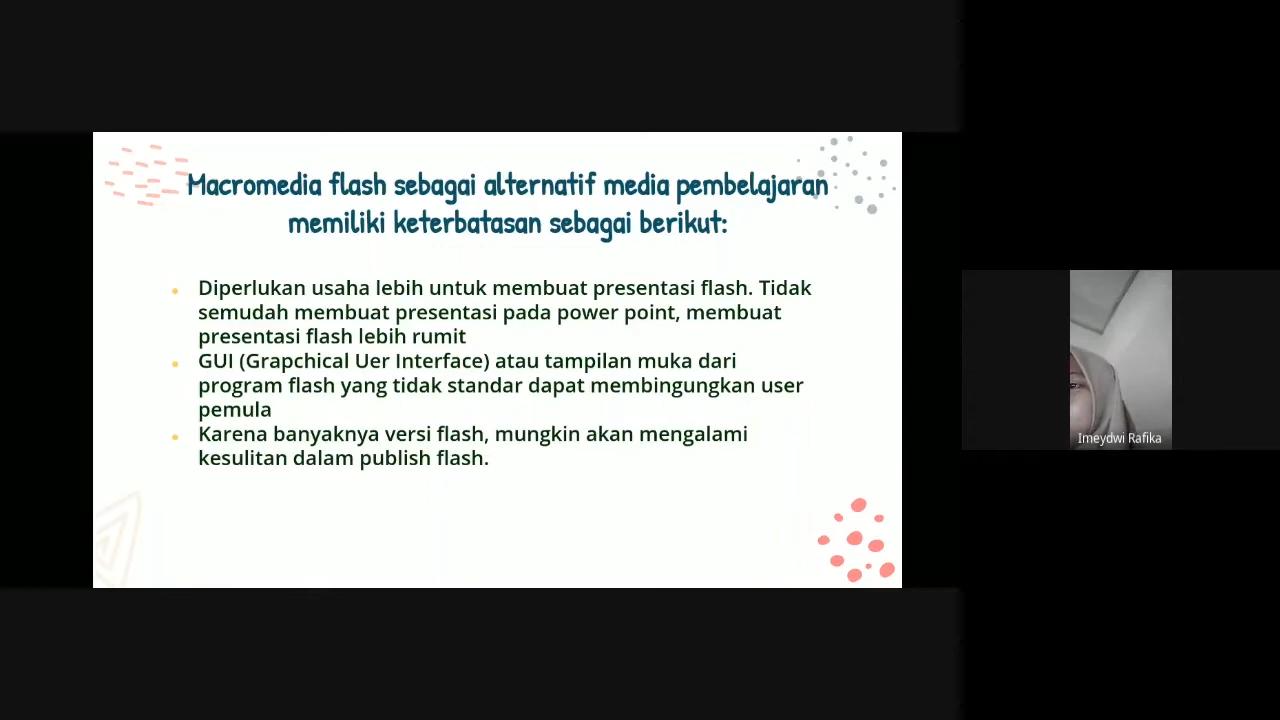 Macromedia flash sebagai alternatif media pembelajaran
memiliki keterbatasan sebagai berikut:
• Diperlukan usaha lebih untuk membuat presentasi flash. Tidak
semudah membuat presentasi pada power point, membuat
presentasi flash lebih rumit
• GUI (Grapchical Uer Interface) atau tampilan muka dari
program flash yang tidak standar dapat membingungkan user
pemula
• Karena banyaknya versi flash, mungkin akan mengalami
kesulitan dalam publish flash.
Imeydwi Rafika